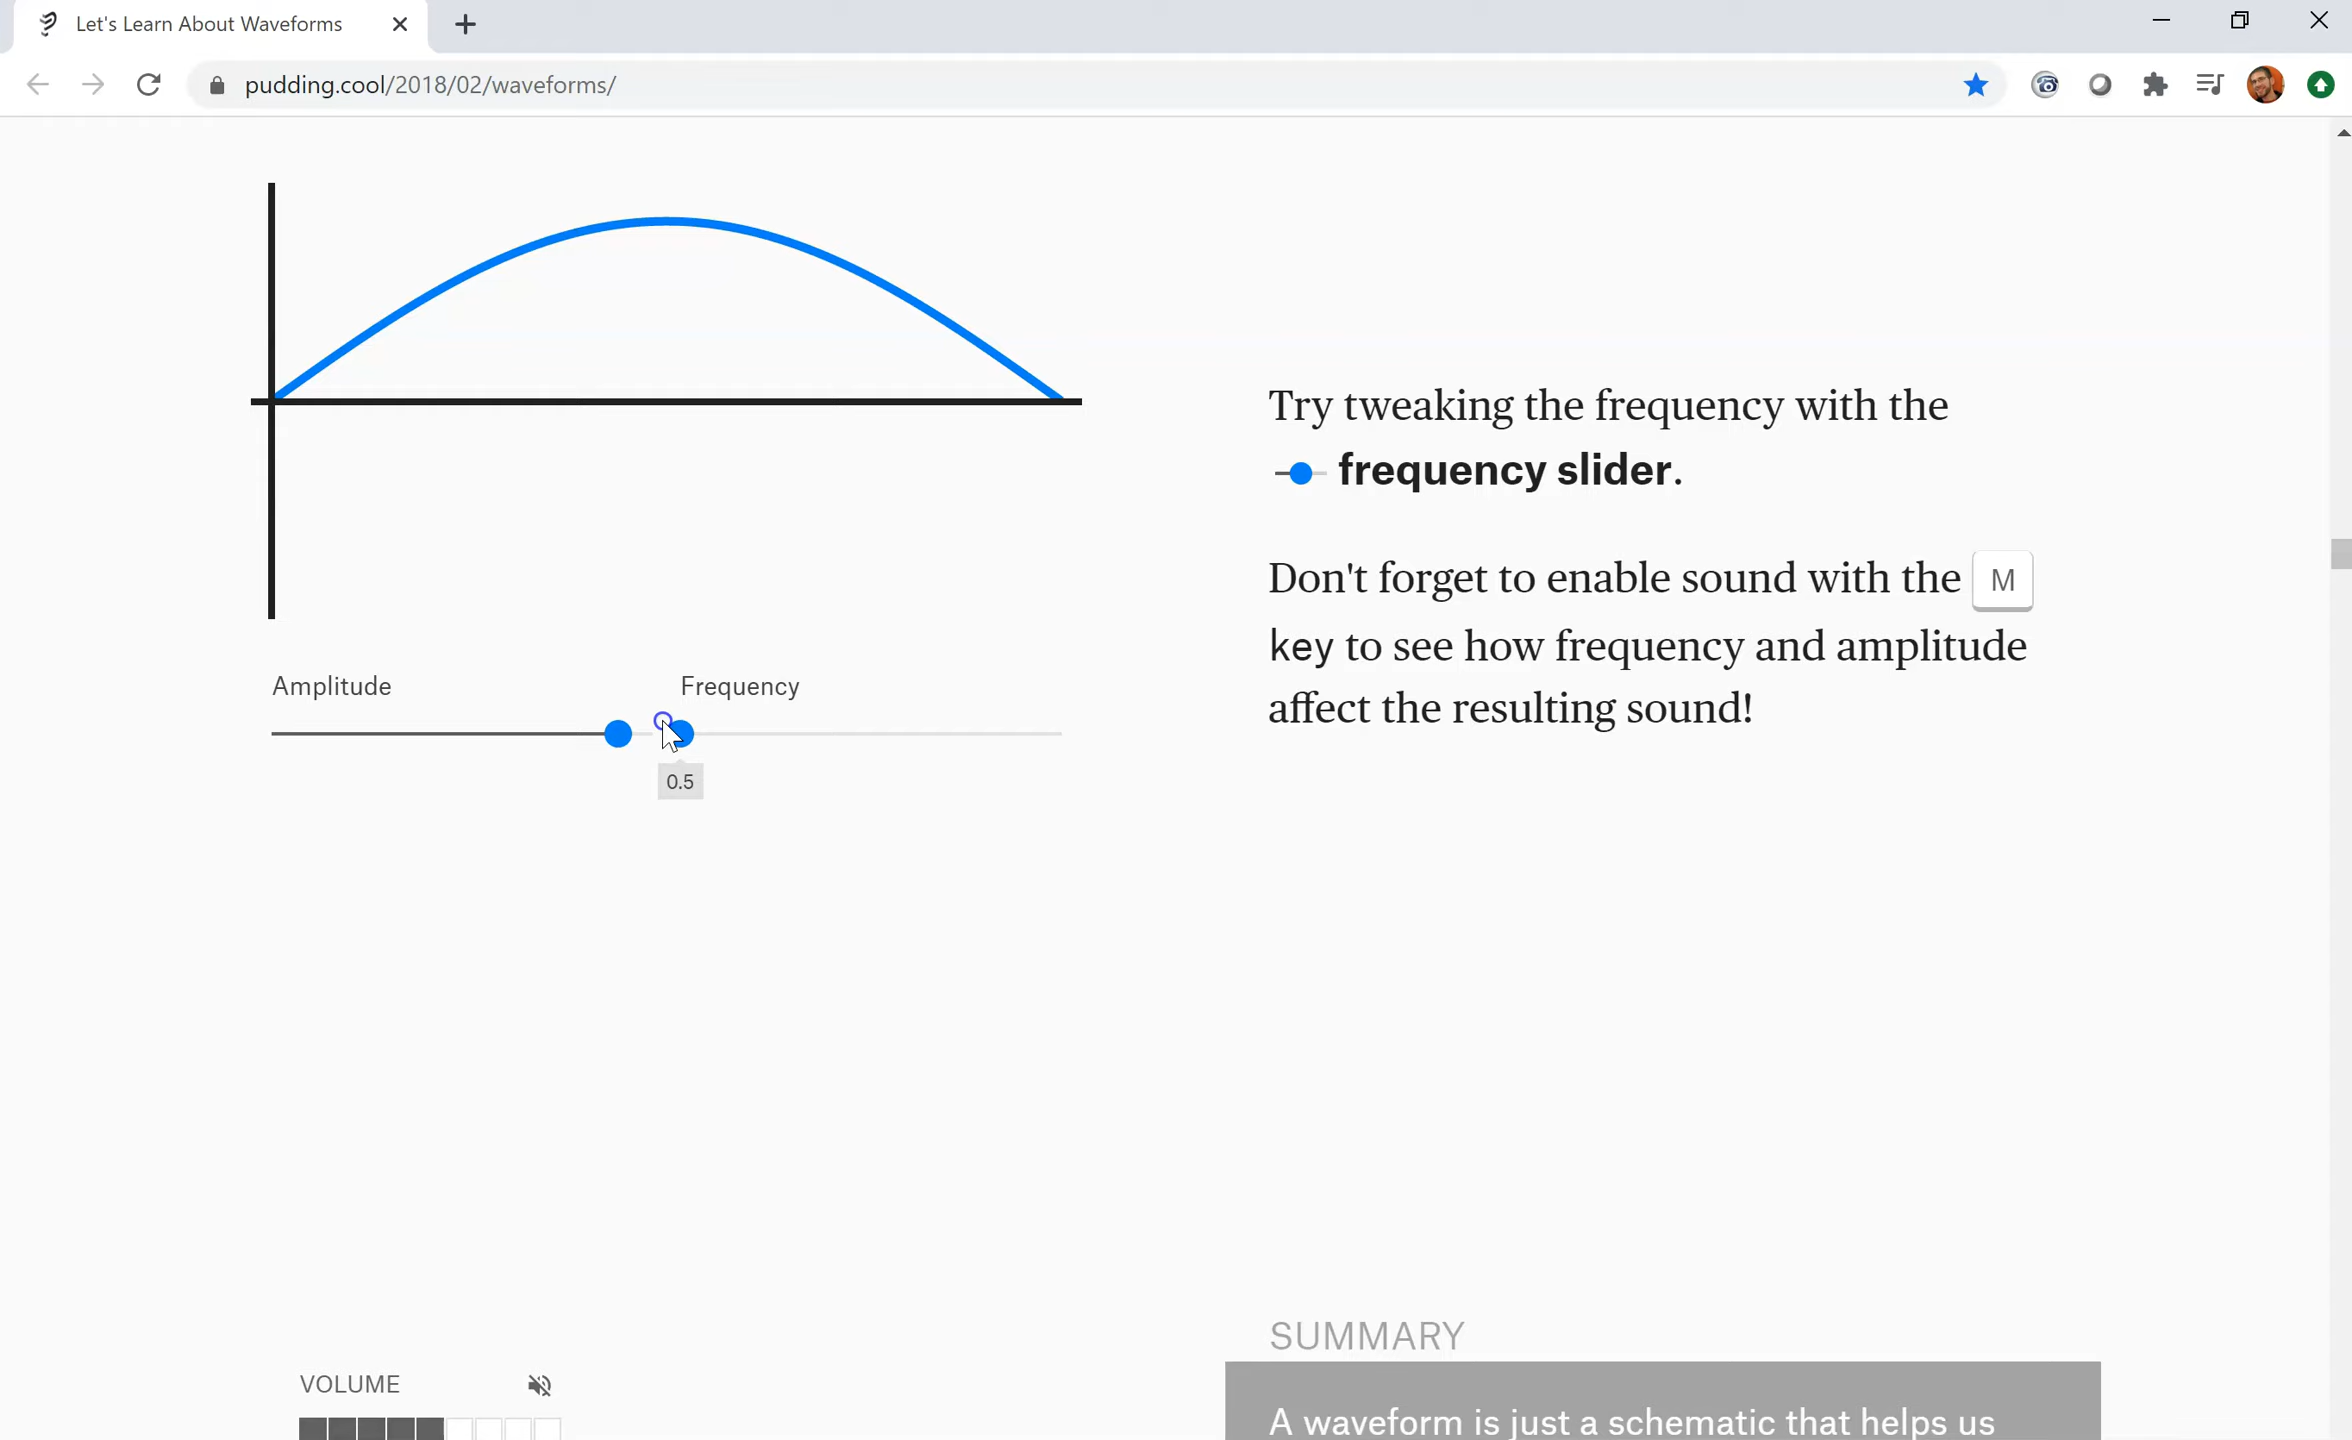 Let's Learn About Waveforms
pudding.cool/2018/02/waveforms/
Try tweaking the frequency with the
frequency slider.
Don't forget to enable sound with the M
key to see how frequency and amplitude
affect the resulting sound!
Amplitude Frequency
0.5
SUMMARY
VOLUME
A waveform is just a schematic that helps us